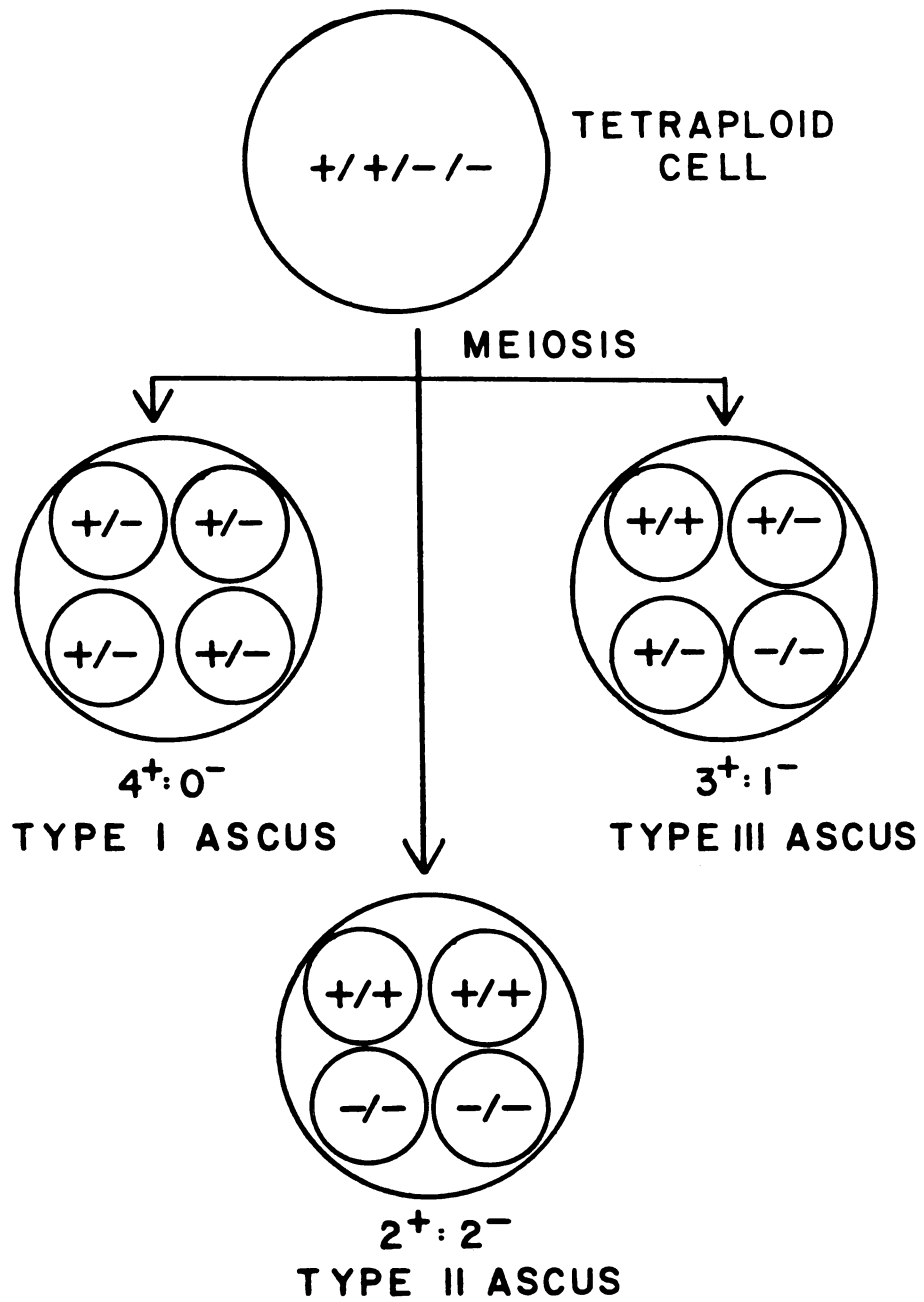 +/+/-/-
TETRAPLOID
CELL
MEIOSIS
+/- +/-
+/- +/-
4⁺:0⁻
TYPE I ASCUS
+/+ +/-
+/- -/-
3⁺:1⁻
TYPE III ASCUS
+/+ +/+
-/- -/-
2⁺:2⁻
TYPE II ASCUS